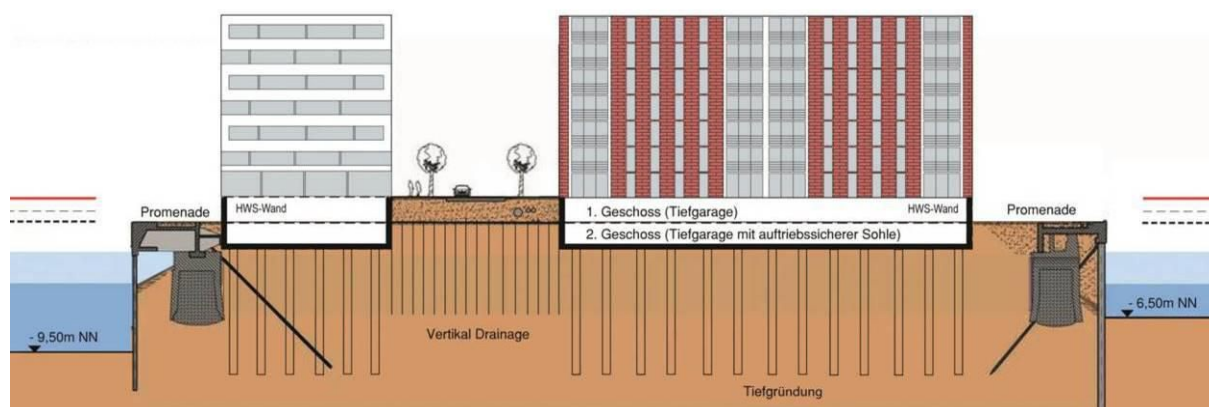 Promenade
HWS-Wand
1. Geschoss (Tiefgarage)
HWS-Wand
Promenade
2. Geschoss (Tiefgarage mit auftriebssicherer Sohle)
- 9,50m NN
Vertikal Drainage
- 6,50m NN
Tiefgründung